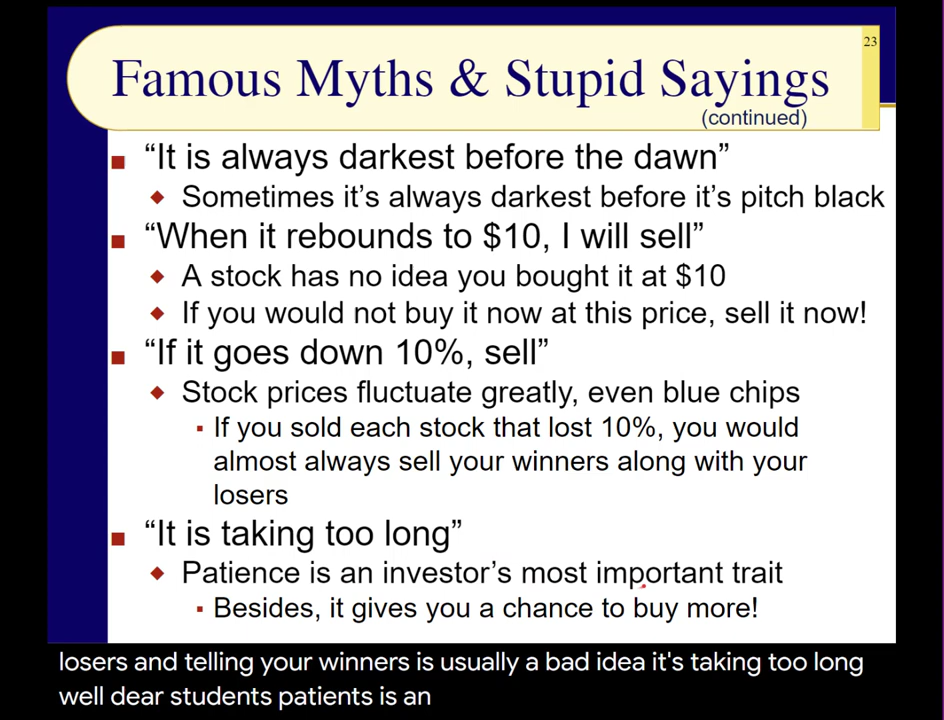 23
Famous Myths & Stupid Sayings
(continued)
“It is always darkest before the dawn”
Sometimes it’s always darkest before it’s pitch black
“When it rebounds to $10, I will sell”
A stock has no idea you bought it at $10
If you would not buy it now at this price, sell it now!
“If it goes down 10%, sell”
Stock prices fluctuate greatly, even blue chips
If you sold each stock that lost 10%, you would
almost always sell your winners along with your
losers
“It is taking too long”
Patience is an investor’s most important trait
Besides, it gives you a chance to buy more!
losers and telling your winners is usually a bad idea it's taking too long
well dear students patients is an